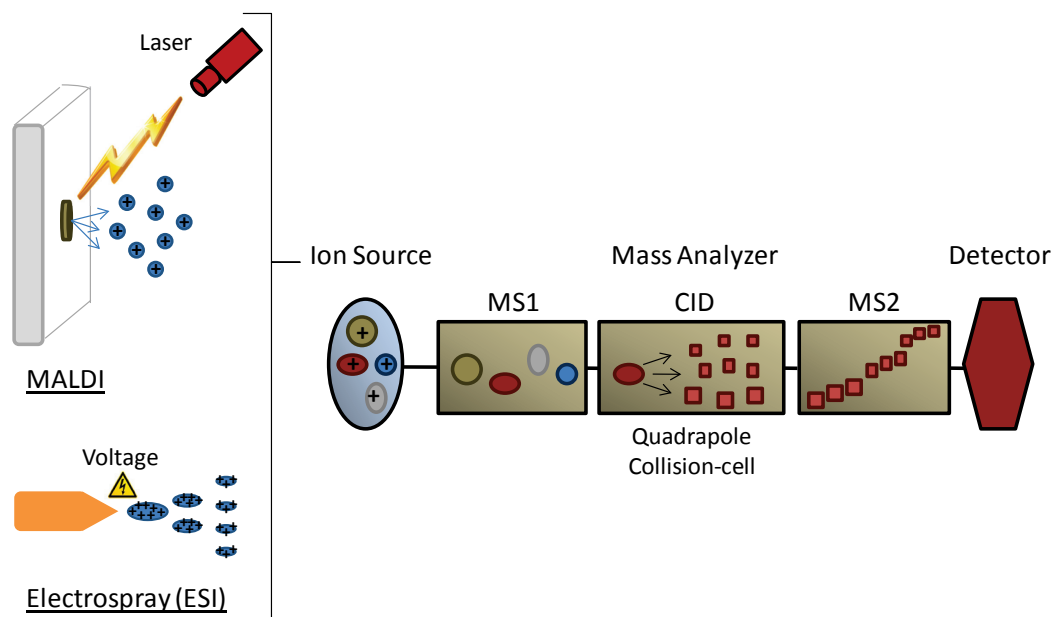 Laser
MALDI
Voltage
Electrospray (ESI)
Ion Source
Mass Analyzer
Detector
MS1
CID
MS2
Quadrapole
Collision-cell